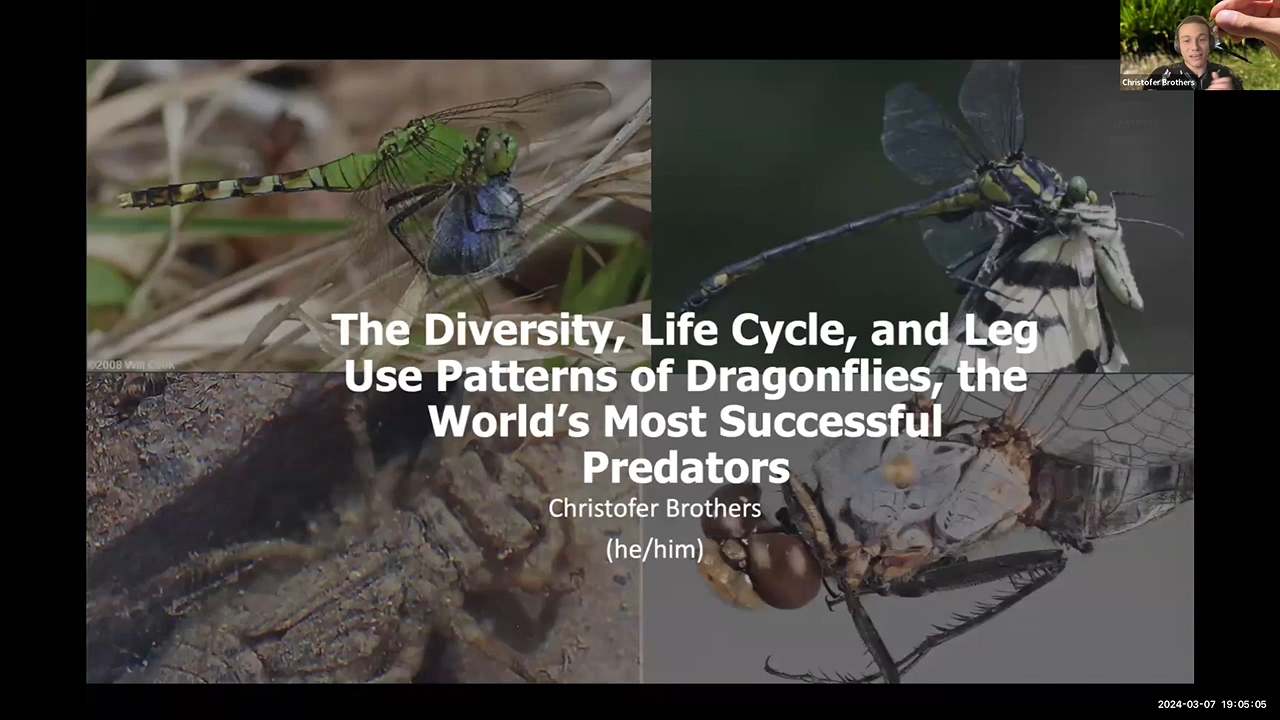 Christofer Brothers
©2008 Will Cook
The Diversity, Life Cycle, and Leg
Use Patterns of Dragonflies, the
World's Most Successful
Predators
Christofer Brothers
(he/him)
2024-03-07 19:05:05